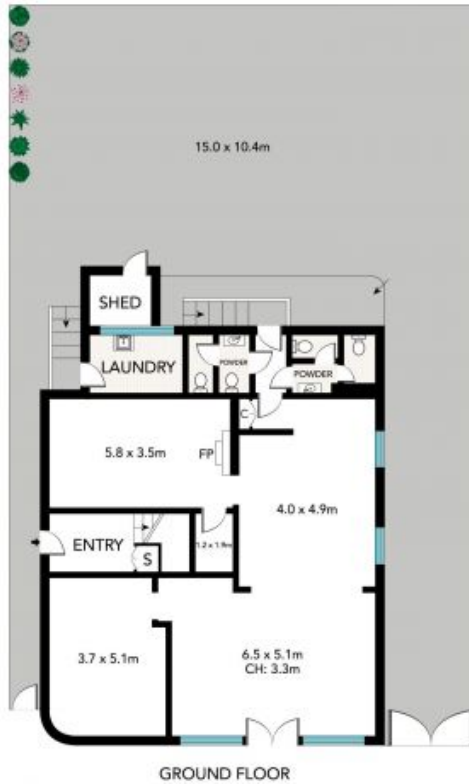 15.0 x 10.4m
SHED
LAUNDRY
POWDER
POWDER
C
5.8 x 3.5m
FP
4.0 x 4.9m
ENTRY
S
1.2 x 1.9m
3.7 x 5.1m
6.5 x 5.1m
CH: 3.3m
GROUND FLOOR